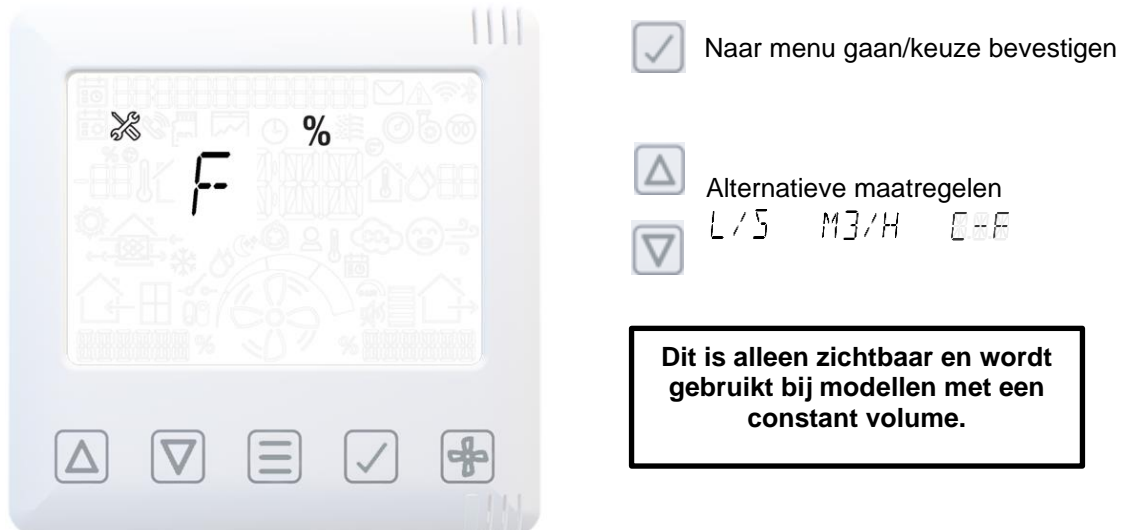 Naar menu gaan/keuze bevestigen
%
F
Alternatieve maatregelen
L/S M3/H C-F
Dit is alleen zichtbaar en wordt
gebruikt bij modellen met een
constant volume.